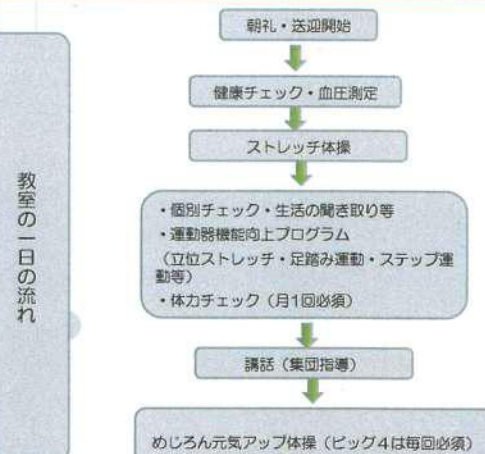 教室の一日の流れ
朝礼・送迎開始
健康チェック・血圧測定
ストレッチ体操
・個別チェック・生活の聞き取り等
・運動器機能向上プログラム
（立位ストレッチ・足踏み運動・ステップ運
動等）
・体力チェック（月1回必須）
講話（集団指導）
めじろん元気アップ体操（ビッグ4は毎回必須）